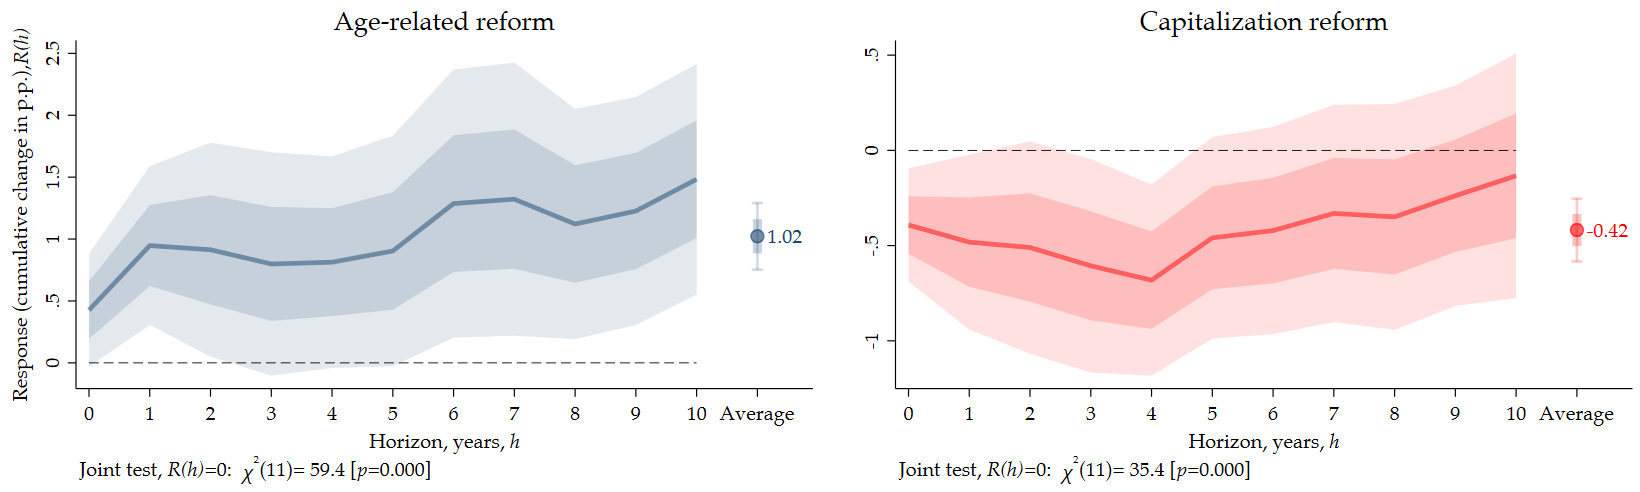 Age-related reform
Response (cumulative change in p.p.),R(h)
2.5
2
1.5
1
.5
0
1.02
0 1 2 3 4 5 6 7 8 9 10 Average
Horizon, years, h
Joint test, R(h)=0: χ²(11)= 59.4 [p=0.000]
Capitalization reform
.5
0
-.5
-1
-0.42
0 1 2 3 4 5 6 7 8 9 10 Average
Horizon, years, h
Joint test, R(h)=0: χ²(11)= 35.4 [p=0.000]